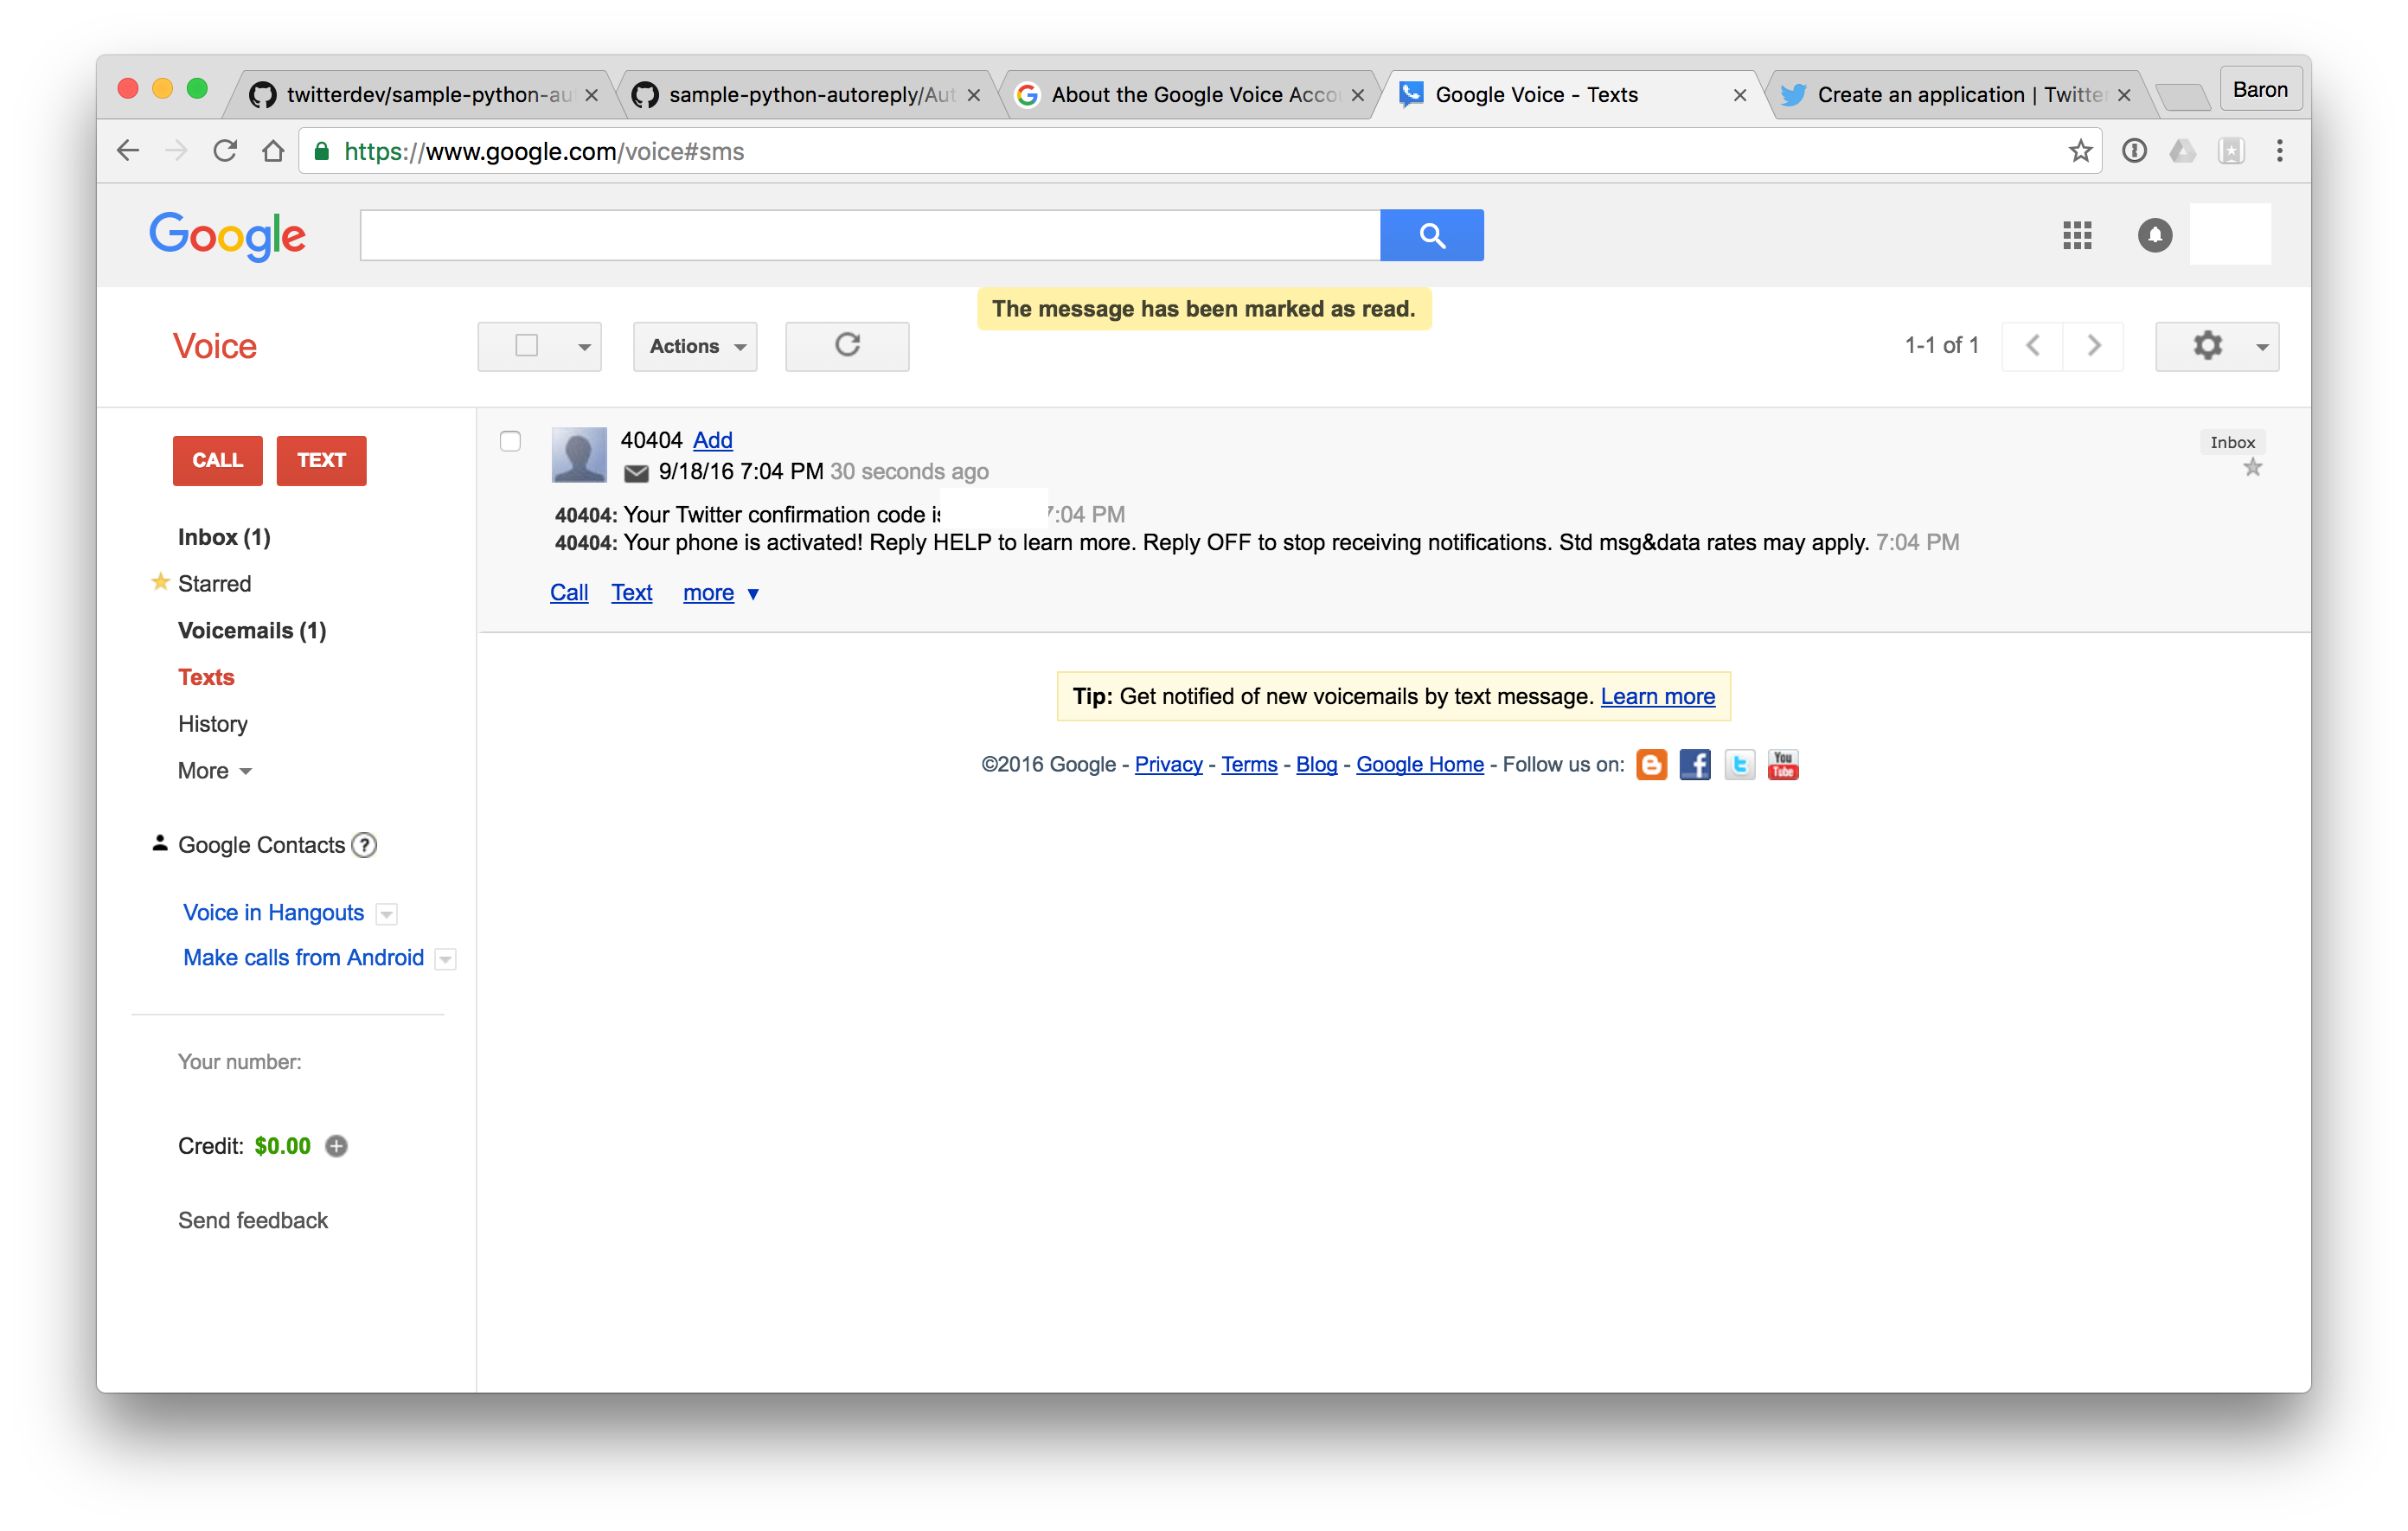 twitterdev/sample-python-au
sample-python-autoreply/Aut
About the Google Voice Acco
Google Voice - Texts
Create an application | Twitter
Baron
https://www.google.com/voice#sms
Google
The message has been marked as read.
Voice
Actions
1-1 of 1
CALL
TEXT
Inbox (1)
Starred
Voicemails (1)
Texts
History
More
Google Contacts ?
Voice in Hangouts
Make calls from Android
Your number:
Credit: $0.00
Send feedback
40404 Add
Inbox
9/18/16 7:04 PM 30 seconds ago
40404: Your Twitter confirmation code is 7:04 PM
40404: Your phone is activated! Reply HELP to learn more. Reply OFF to stop receiving notifications. Std msg&data rates may apply. 7:04 PM
Call Text more
Tip: Get notified of new voicemails by text message. Learn more
©2016 Google - Privacy - Terms - Blog - Google Home - Follow us on:
You Tube